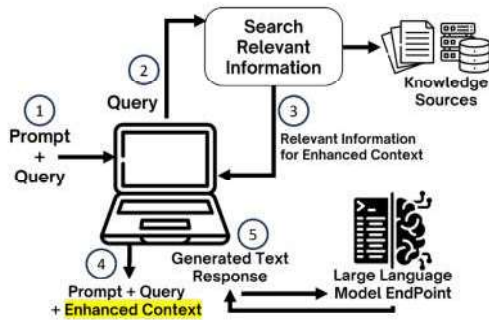 Search
Relevant
Information
Knowledge
Sources
2
Query
1
Prompt
+
Query
3
Relevant Information
for Enhanced Context
4
Prompt + Query
+ Enhanced Context
5
Generated Text
Response
Large Language
Model EndPoint